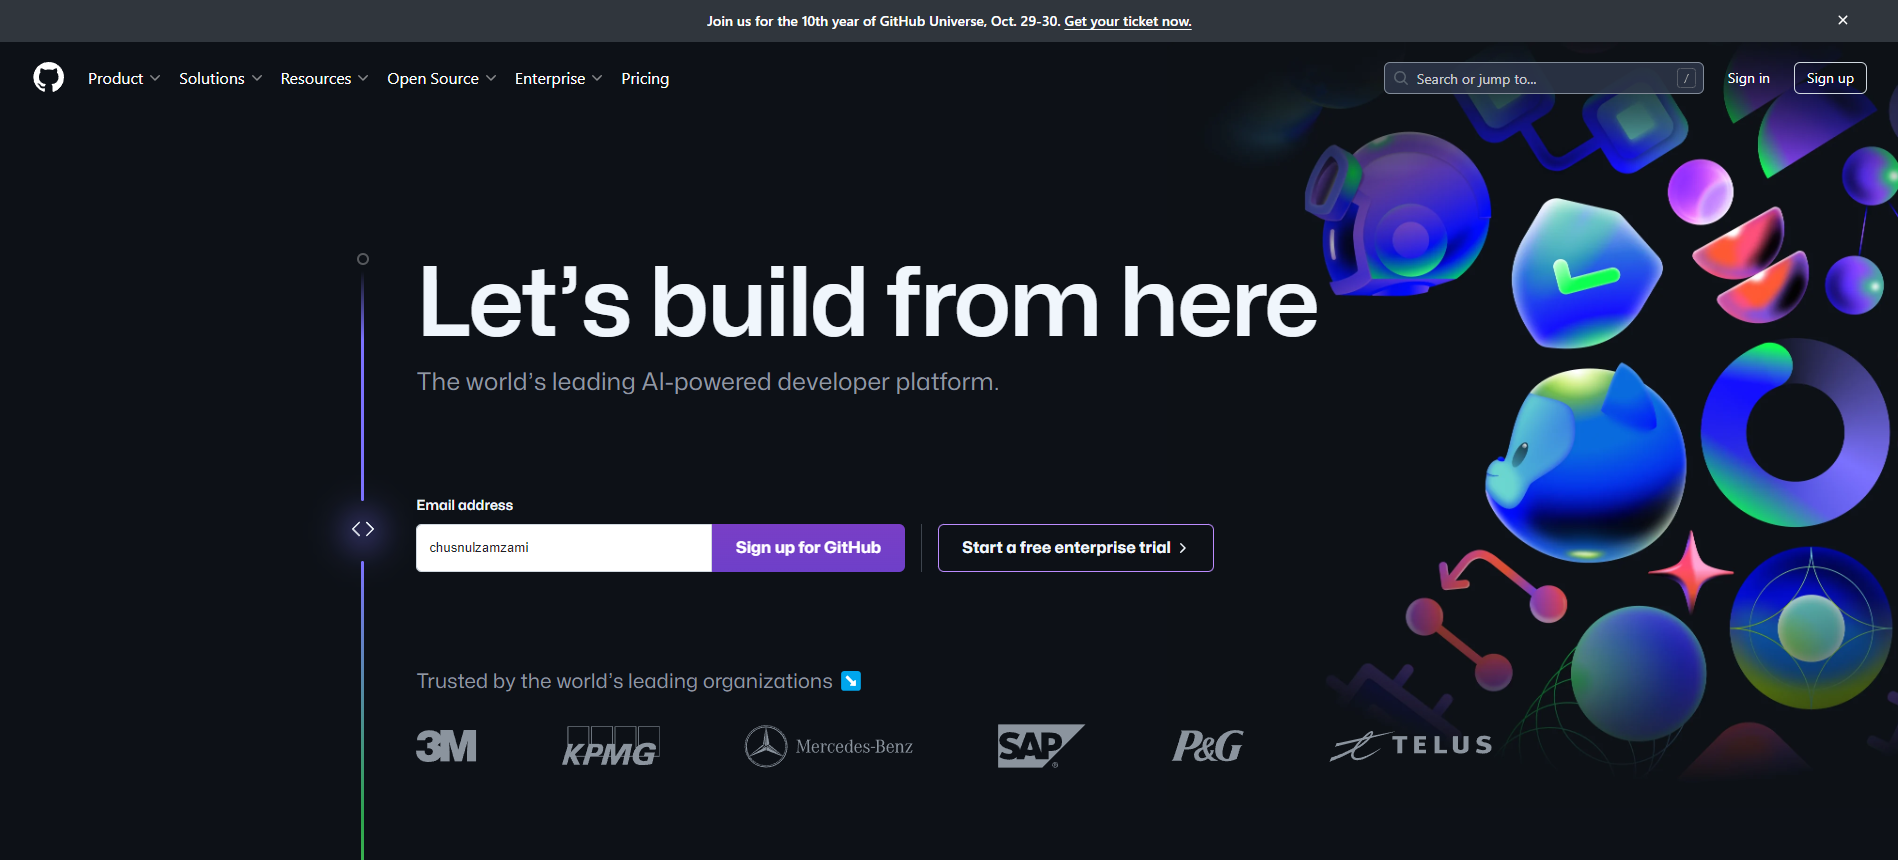 Join us for the 10th year of GitHub Universe, Oct. 29-30. Get your ticket now.
Product Solutions Resources Open Source Enterprise Pricing
Search or jump to... /
Sign in
Sign up
Let’s build from here
The world’s leading AI-powered developer platform.
Email address
chusnulzamzami
Sign up for GitHub
Start a free enterprise trial
Trusted by the world’s leading organizations
3M
KPMG
Mercedes-Benz
SAP®
P&G
TELUS